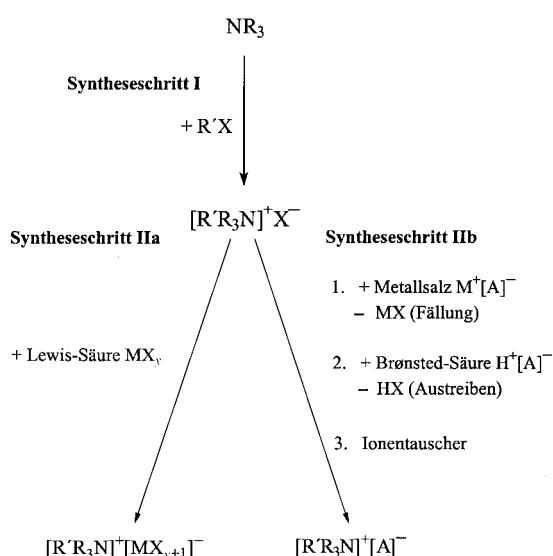 NR₃
Syntheseschritt I
+ R´X
[R´R₃N]⁺X⁻
Syntheseschritt IIa
Syntheseschritt IIb
1. + Metallsalz M⁺[A]⁻
– MX (Fällung)
+ Lewis-Säure MXᵧ
2. + Brønsted-Säure H⁺[A]⁻
– HX (Austreiben)
3. Ionentauscher
[R´R₃N]⁺[MXᵧ₊₁]⁻
[R´R₃N]⁺[A]⁻